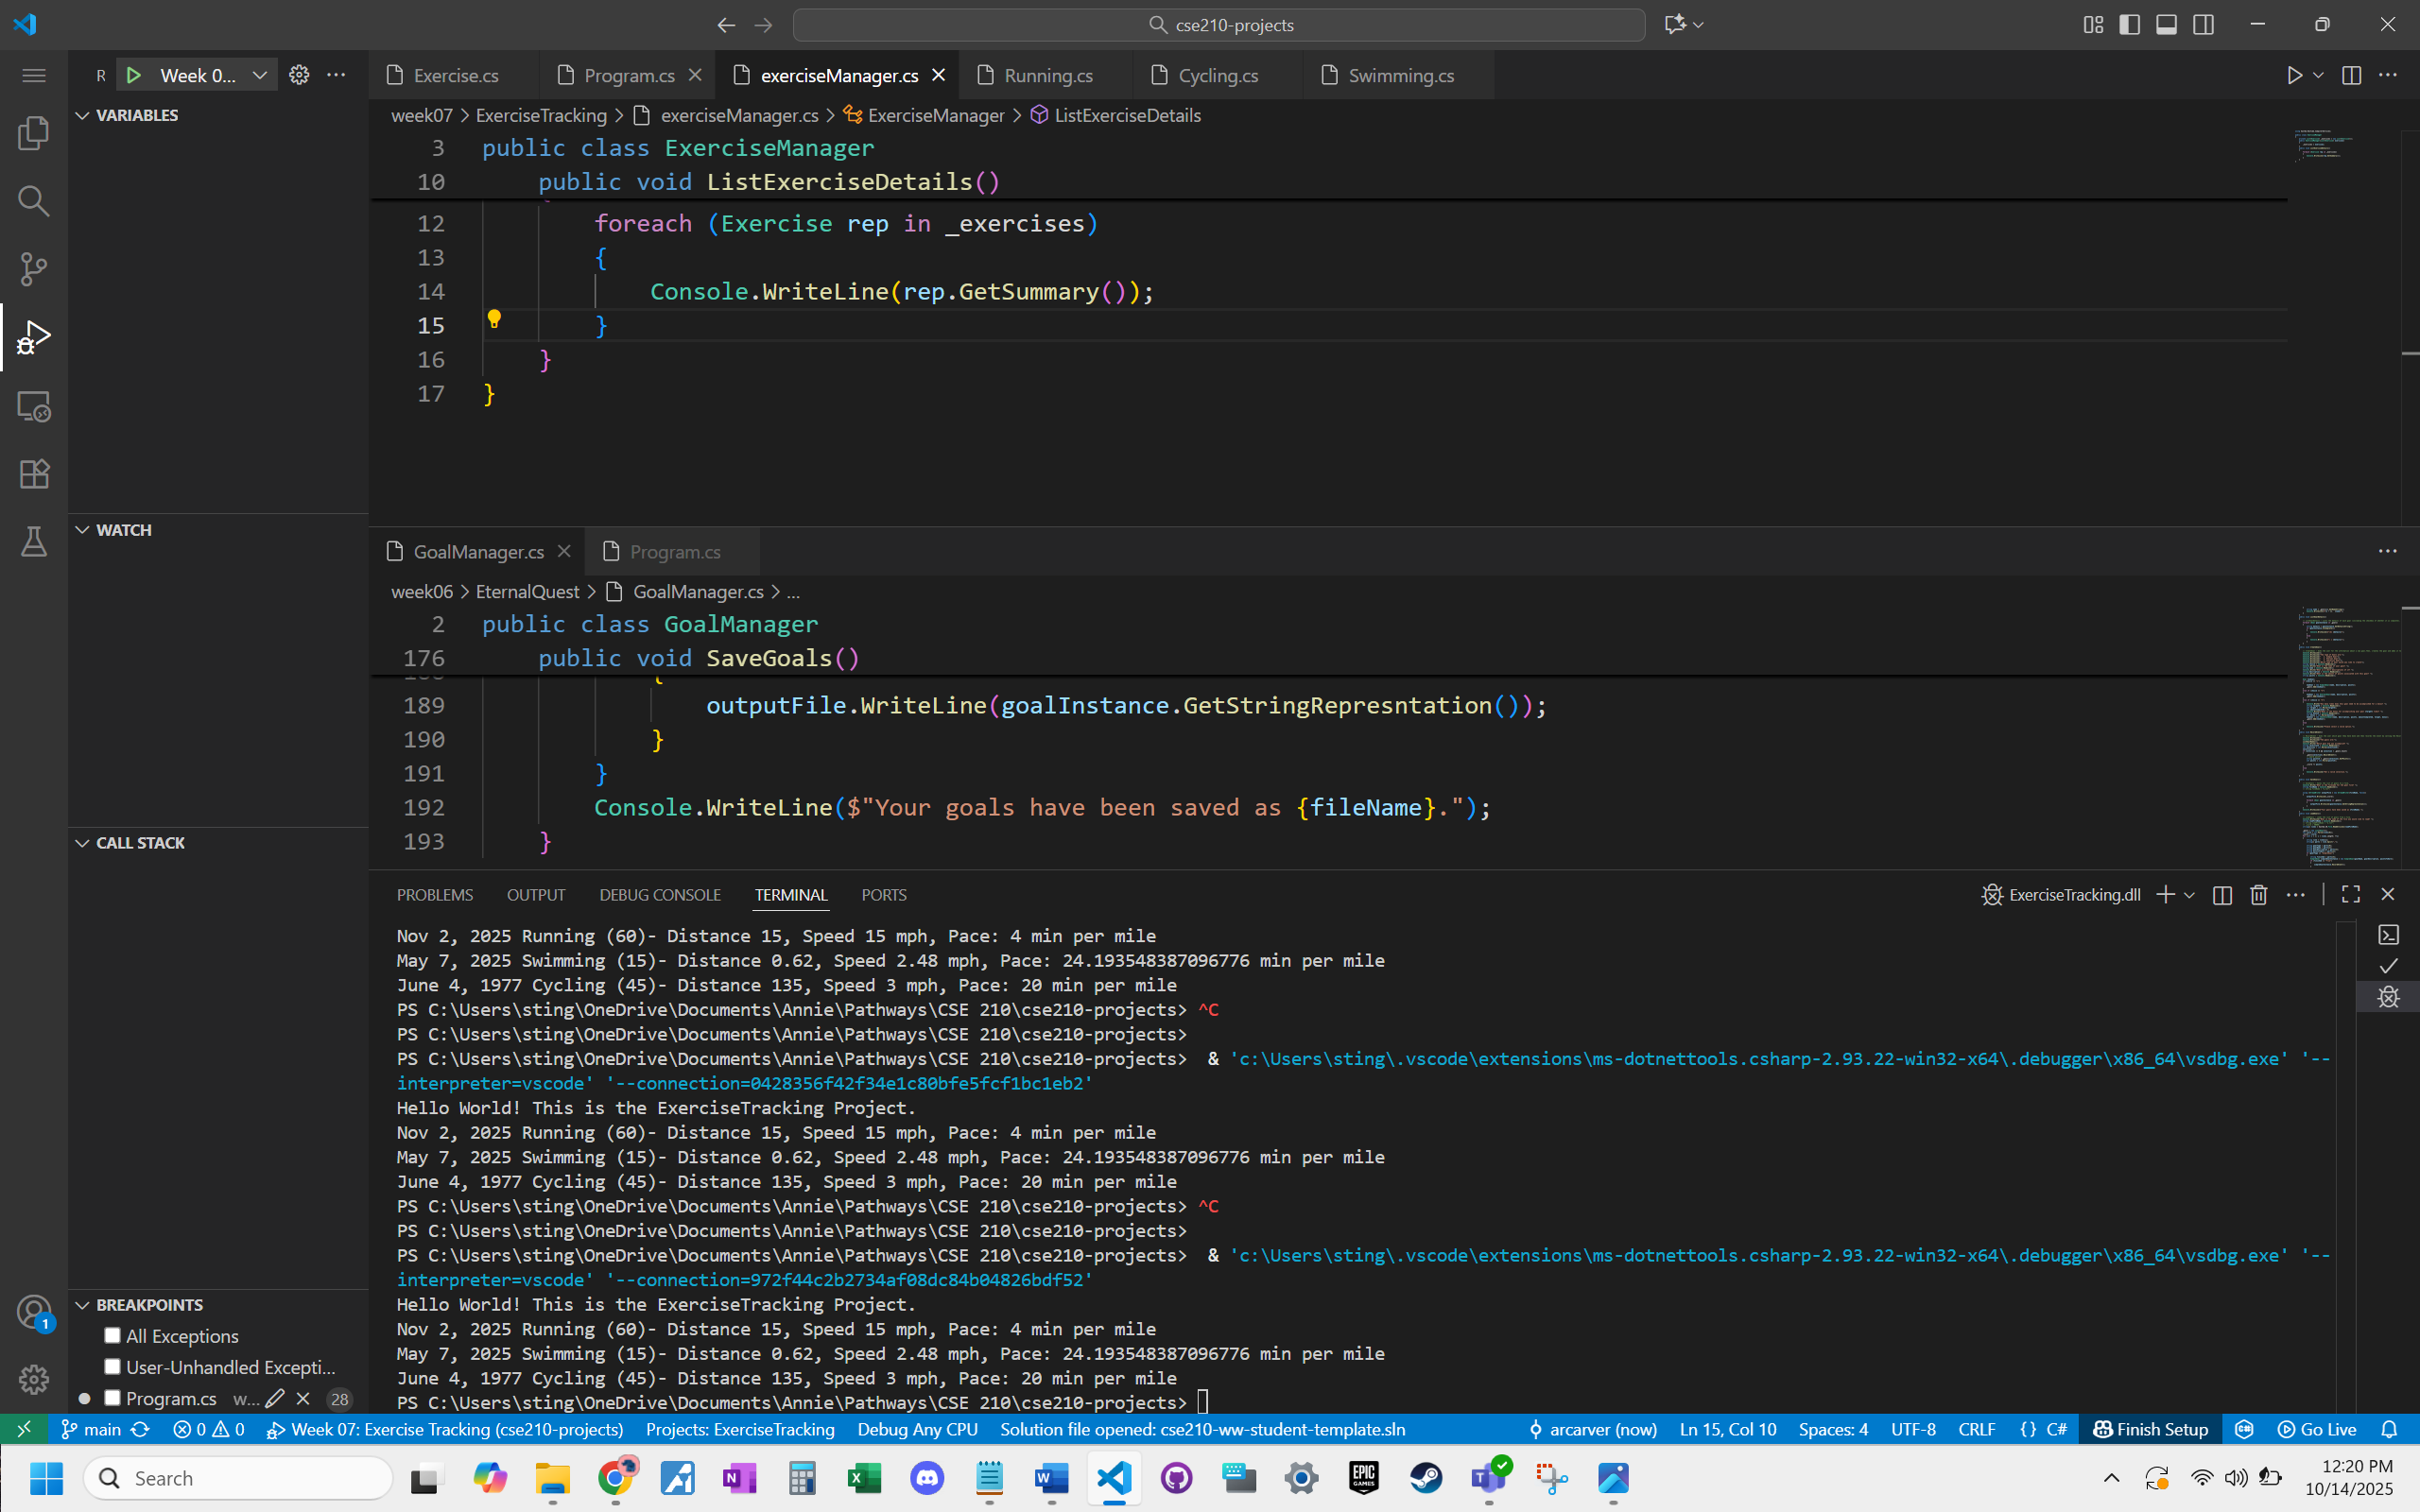 cse210-projects
R Week 0...
Exercise.cs Program.cs exerciseManager.cs Running.cs Cycling.cs Swimming.cs
VARIABLES
week07 > ExerciseTracking > exerciseManager.cs > ExerciseManager > ListExerciseDetails
3 public class ExerciseManager
10 public void ListExerciseDetails()
12 foreach (Exercise rep in _exercises)
13 {
14 Console.WriteLine(rep.GetSummary());
15 }
16 }
17 }
WATCH
GoalManager.cs Program.cs
week06 > EternalQuest > GoalManager.cs > ...
2 public class GoalManager
176 public void SaveGoals()
{
189 outputFile.WriteLine(goalInstance.GetStringRepresntation());
190 }
191 }
192 Console.WriteLine($"Your goals have been saved as {fileName}.");
193 }
CALL STACK
PROBLEMS OUTPUT DEBUG CONSOLE TERMINAL PORTS
ExerciseTracking.dll
Nov 2, 2025 Running (60)- Distance 15, Speed 15 mph, Pace: 4 min per mile
May 7, 2025 Swimming (15)- Distance 0.62, Speed 2.48 mph, Pace: 24.193548387096776 min per mile
June 4, 1977 Cycling (45)- Distance 135, Speed 3 mph, Pace: 20 min per mile
PS C:\Users\sting\OneDrive\Documents\Annie\Pathways\CSE 210\cse210-projects> ^C
PS C:\Users\sting\OneDrive\Documents\Annie\Pathways\CSE 210\cse210-projects>
PS C:\Users\sting\OneDrive\Documents\Annie\Pathways\CSE 210\cse210-projects>  & 'c:\Users\sting\.vscode\extensions\ms-dotnettools.csharp-2.93.22-win32-x64\.debugger\x86_64\vsdbg.exe' '--
interpreter=vscode' '--connection=0428356f42f34e1c80bfe5fcf1bc1eb2'
Hello World! This is the ExerciseTracking Project.
Nov 2, 2025 Running (60)- Distance 15, Speed 15 mph, Pace: 4 min per mile
May 7, 2025 Swimming (15)- Distance 0.62, Speed 2.48 mph, Pace: 24.193548387096776 min per mile
June 4, 1977 Cycling (45)- Distance 135, Speed 3 mph, Pace: 20 min per mile
PS C:\Users\sting\OneDrive\Documents\Annie\Pathways\CSE 210\cse210-projects> ^C
PS C:\Users\sting\OneDrive\Documents\Annie\Pathways\CSE 210\cse210-projects>
PS C:\Users\sting\OneDrive\Documents\Annie\Pathways\CSE 210\cse210-projects>  & 'c:\Users\sting\.vscode\extensions\ms-dotnettools.csharp-2.93.22-win32-x64\.debugger\x86_64\vsdbg.exe' '--
interpreter=vscode' '--connection=972f44c2b2734af08dc84b04826bdf52'
Hello World! This is the ExerciseTracking Project.
Nov 2, 2025 Running (60)- Distance 15, Speed 15 mph, Pace: 4 min per mile
May 7, 2025 Swimming (15)- Distance 0.62, Speed 2.48 mph, Pace: 24.193548387096776 min per mile
June 4, 1977 Cycling (45)- Distance 135, Speed 3 mph, Pace: 20 min per mile
PS C:\Users\sting\OneDrive\Documents\Annie\Pathways\CSE 210\cse210-projects>
BREAKPOINTS
All Exceptions
User-Unhandled Excepti...
Program.cs w... 28
1
main 0 0 Week 07: Exercise Tracking (cse210-projects) Projects: ExerciseTracking Debug Any CPU Solution file opened: cse210-ww-student-template.sln arcarver (now) Ln 15, Col 10 Spaces: 4 UTF-8 CRLF {} C# Finish Setup Go Live
Search
EPIC GAMES
12:20 PM
10/14/2025